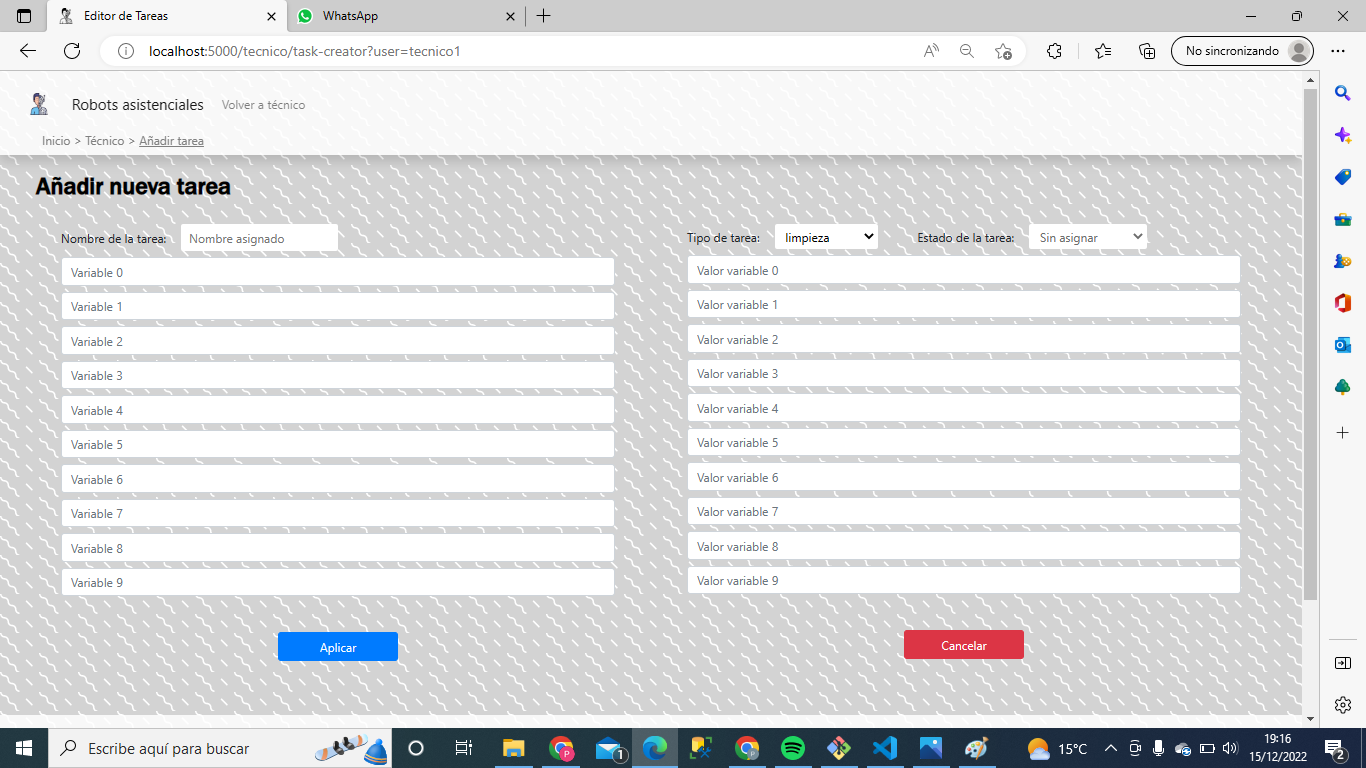 Editor de Tareas
WhatsApp
localhost:5000/tecnico/task-creator?user=tecnico1
No sincronizando
Robots asistenciales Volver a técnico
Inicio > Técnico > Añadir tarea
Añadir nueva tarea
Nombre de la tarea: Nombre asignado
Tipo de tarea: limpieza Estado de la tarea: Sin asignar
Variable 0 Valor variable 0
Variable 1 Valor variable 1
Variable 2 Valor variable 2
Variable 3 Valor variable 3
Variable 4 Valor variable 4
Variable 5 Valor variable 5
Variable 6 Valor variable 6
Variable 7 Valor variable 7
Variable 8 Valor variable 8
Variable 9 Valor variable 9
Aplicar Cancelar
Escribe aquí para buscar
1
P
15°C
19:16
15/12/2022
2